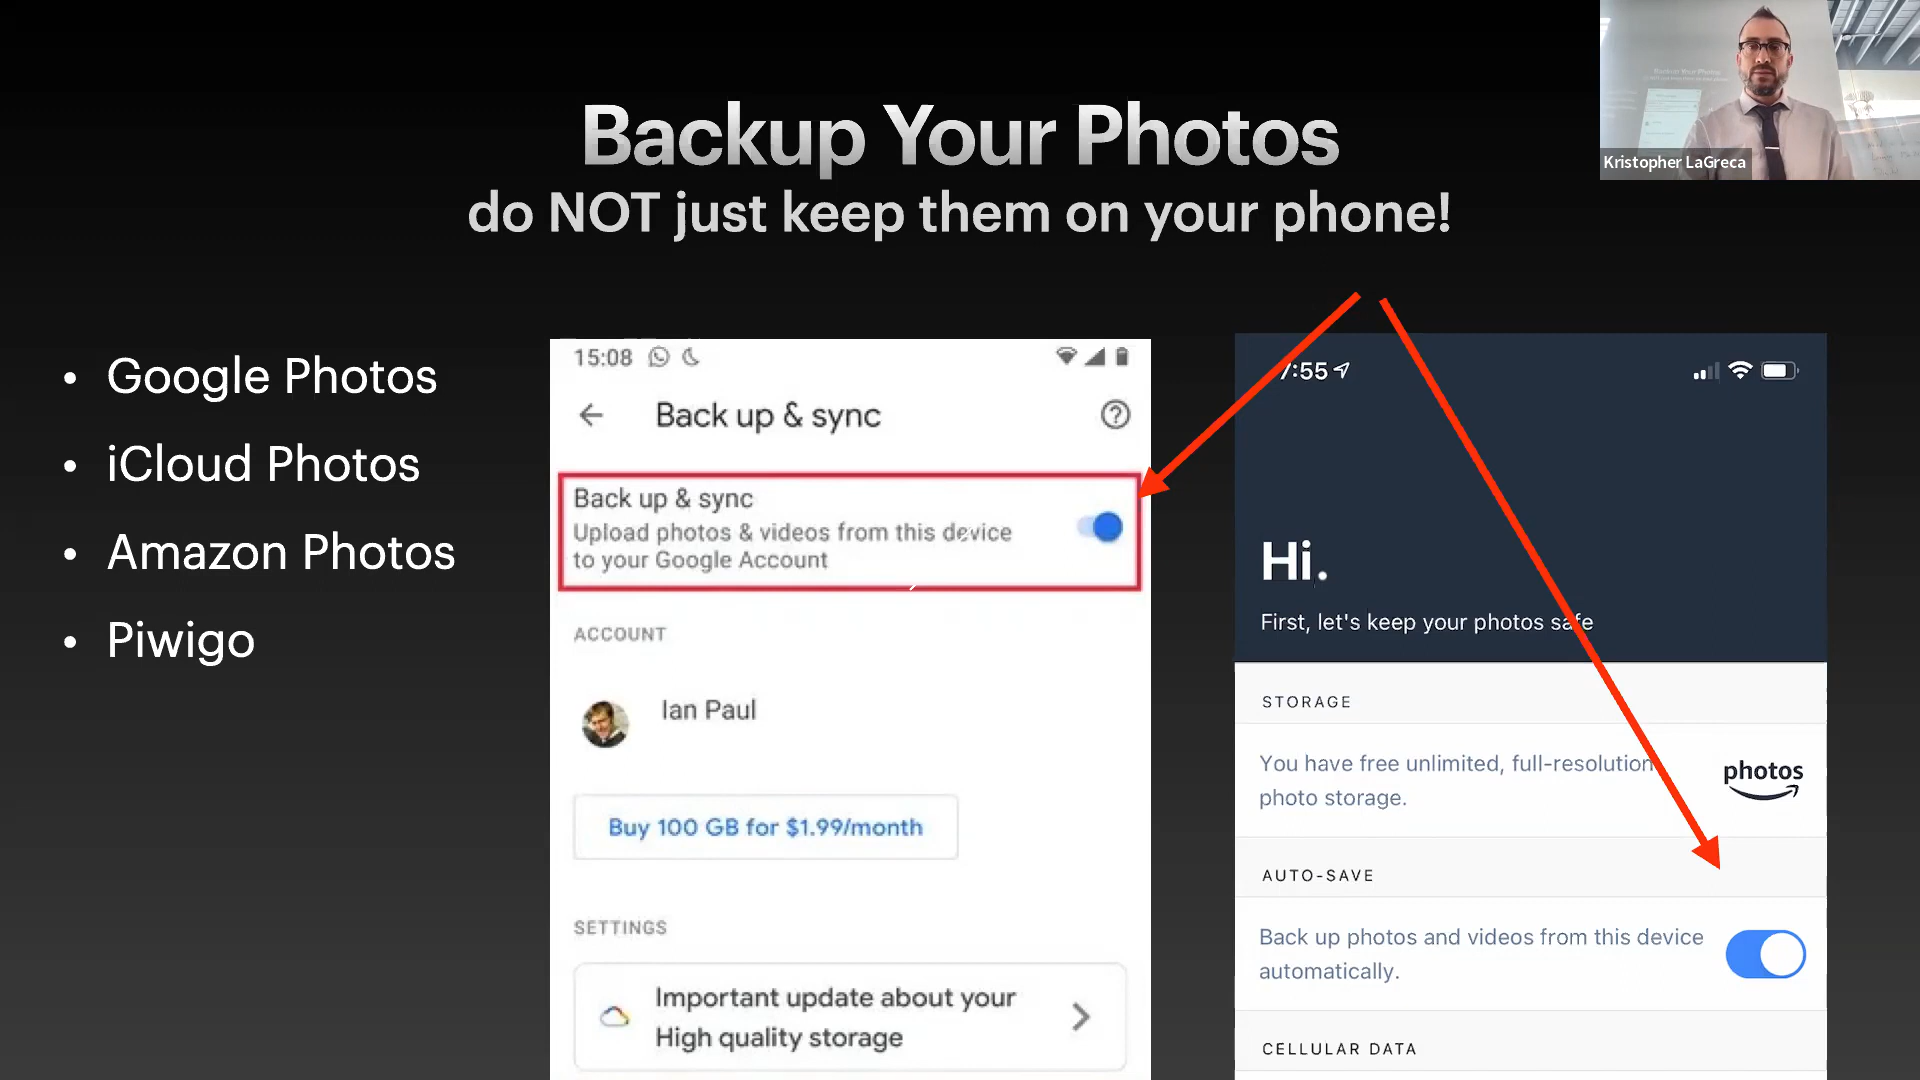 Backup Your Photos
do NOT just keep them on your phone!
Kristopher LaGreca
• Google Photos
• iCloud Photos
• Amazon Photos
• Piwigo
15:08
Back up & sync
Back up & sync
Upload photos & videos from this device
to your Google Account
ACCOUNT
Ian Paul
Buy 100 GB for $1.99/month
SETTINGS
Important update about your
High quality storage
7:55
Hi.
First, let's keep your photos safe
STORAGE
You have free unlimited, full-resolution
photo storage.
photos
AUTO-SAVE
Back up photos and videos from this device
automatically.
CELLULAR DATA